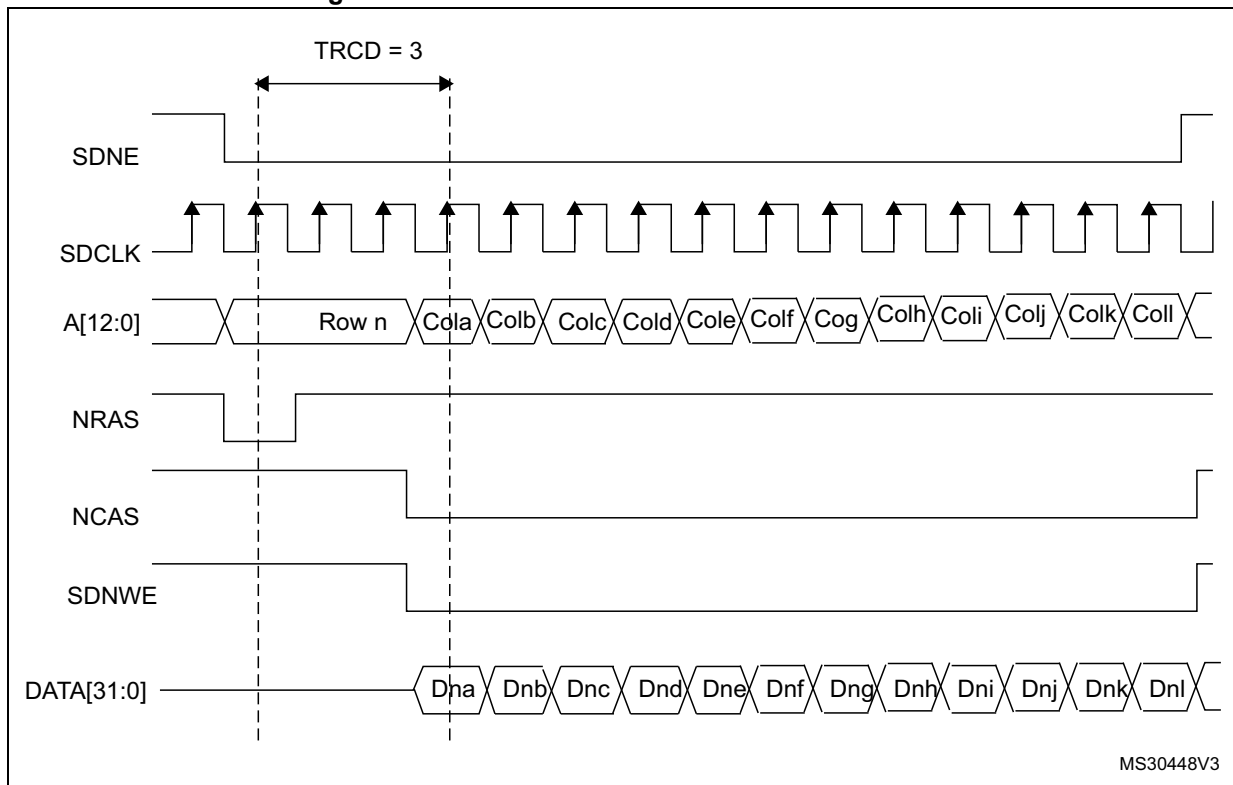 TRCD = 3
SDNE
SDCLK
A[12:0]
Row n Cola Colb Colc Cold Cole Colf Cog Colh Coli Colj Colk Coll
NRAS
NCAS
SDNWE
DATA[31:0]
Dna Dnb Dnc Dnd Dne Dnf Dng Dnh Dni Dnj Dnk Dnl
MS30448V3